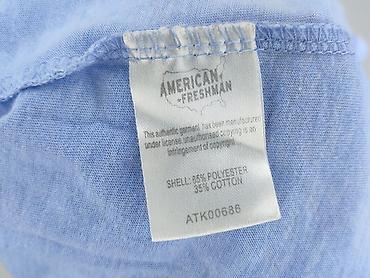 AMERICAN
FRESHMAN
This authentic garment has been manufactured
under license, unauthorised copying is an
infringement of copyright
SHELL: 65% POLYESTER
35% COTTON
ATK00686